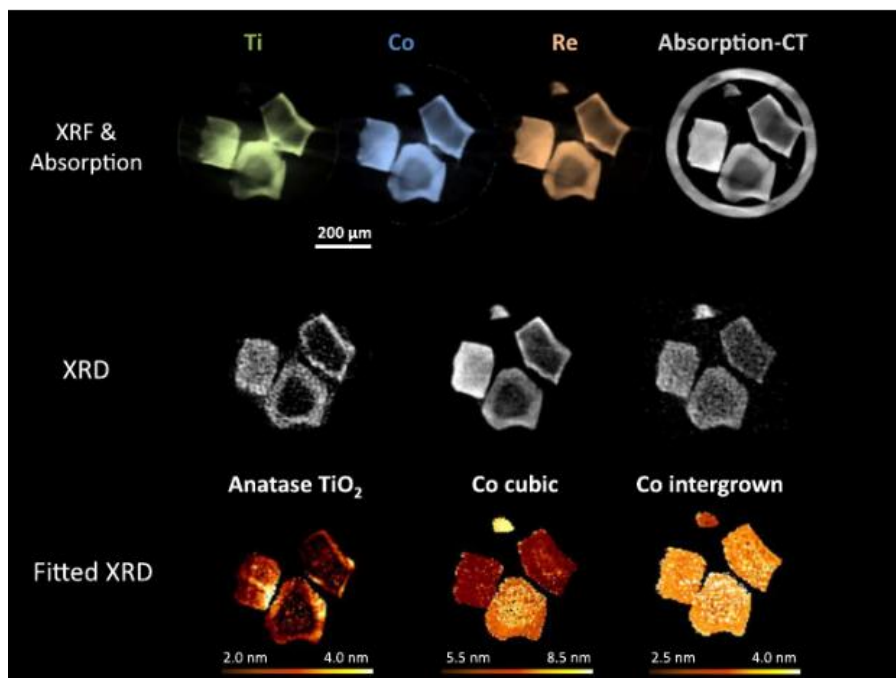 Ti Co Re Absorption-CT
XRF &
Absorption
200 µm
XRD
Anatase TiO₂ Co cubic Co intergrown
Fitted XRD
2.0 nm 4.0 nm 5.5 nm 8.5 nm 2.5 nm 4.0 nm